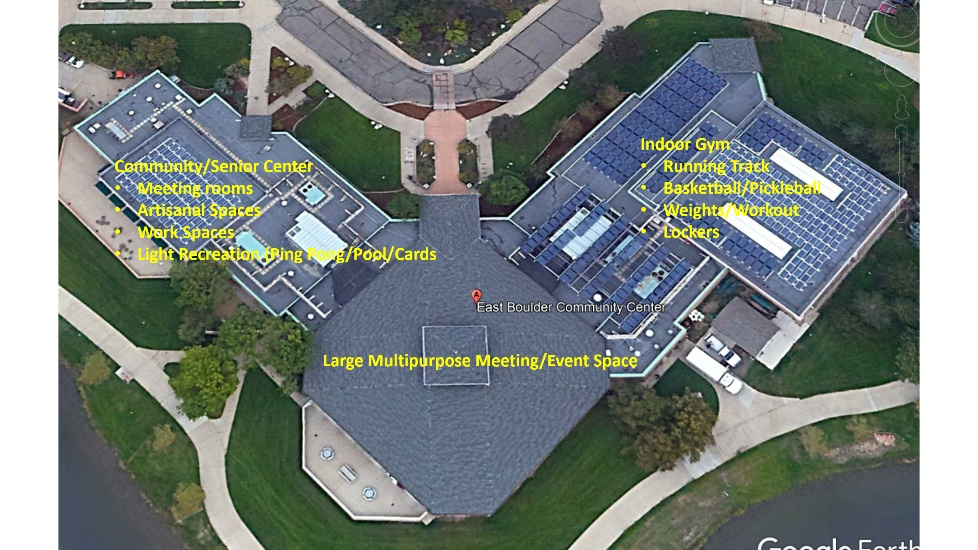 Community/Senior Center
• Meeting rooms
• Artisanal Spaces
• Work Spaces
• Light Recreation (Ping Pong/Pool/Cards
Indoor Gym
• Running Track
• Basketball/Pickleball
• Weights/Workout
• Lockers
A
East Boulder Community Center
Large Multipurpose Meeting/Event Space
Google Earth